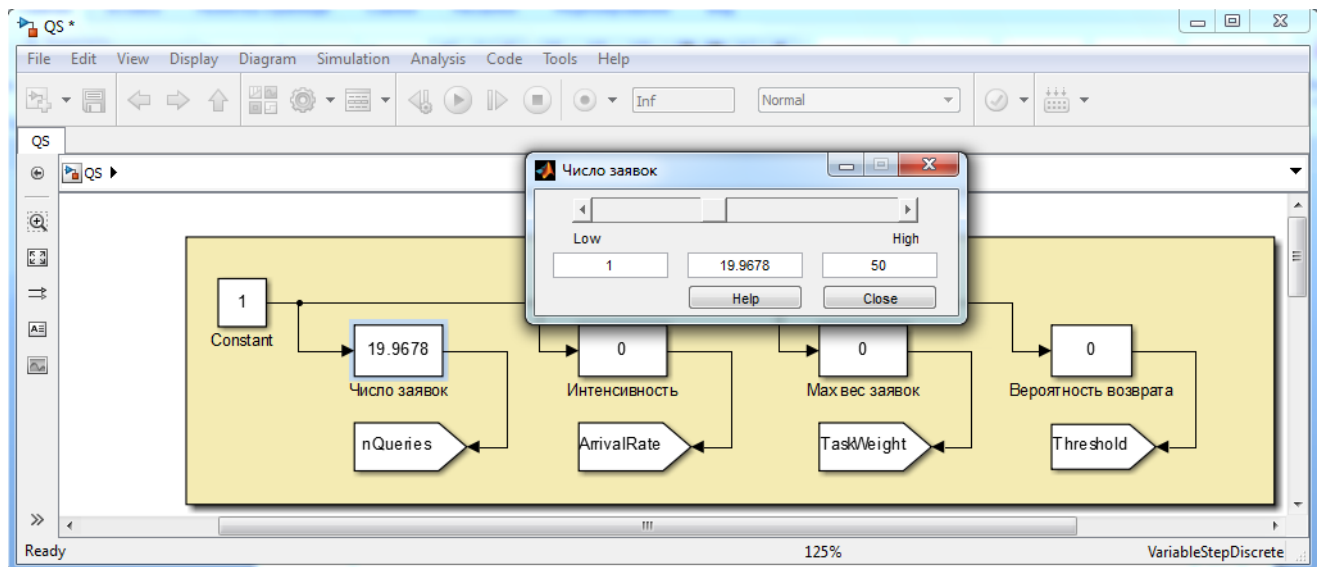 QS *
File Edit View Display Diagram Simulation Analysis Code Tools Help
Inf Normal
QS
QS
Число заявок
Low High
1 19.9678 50
Help Close
1
Constant
19.9678 0 0 0
Число заявок Интенсивность Max вес заявок Вероятность возврата
nQueries ArrivalRate TaskWeight Threshold
Ready 125% VariableStepDiscrete